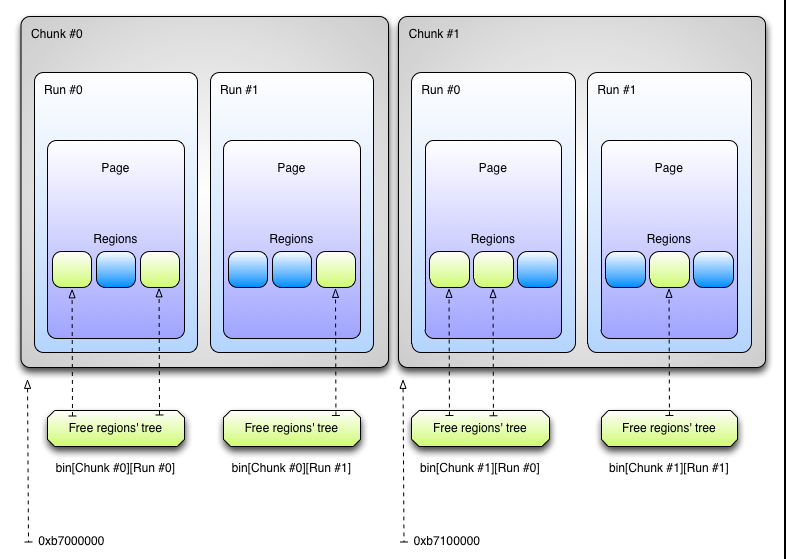 Chunk #0
Run #0
Page
Regions
Run #1
Page
Regions
Chunk #1
Run #0
Page
Regions
Run #1
Page
Regions
Free regions' tree
bin[Chunk #0][Run #0]
Free regions' tree
bin[Chunk #0][Run #1]
Free regions' tree
bin[Chunk #1][Run #0]
Free regions' tree
bin[Chunk #1][Run #1]
0xb7000000
0xb7100000